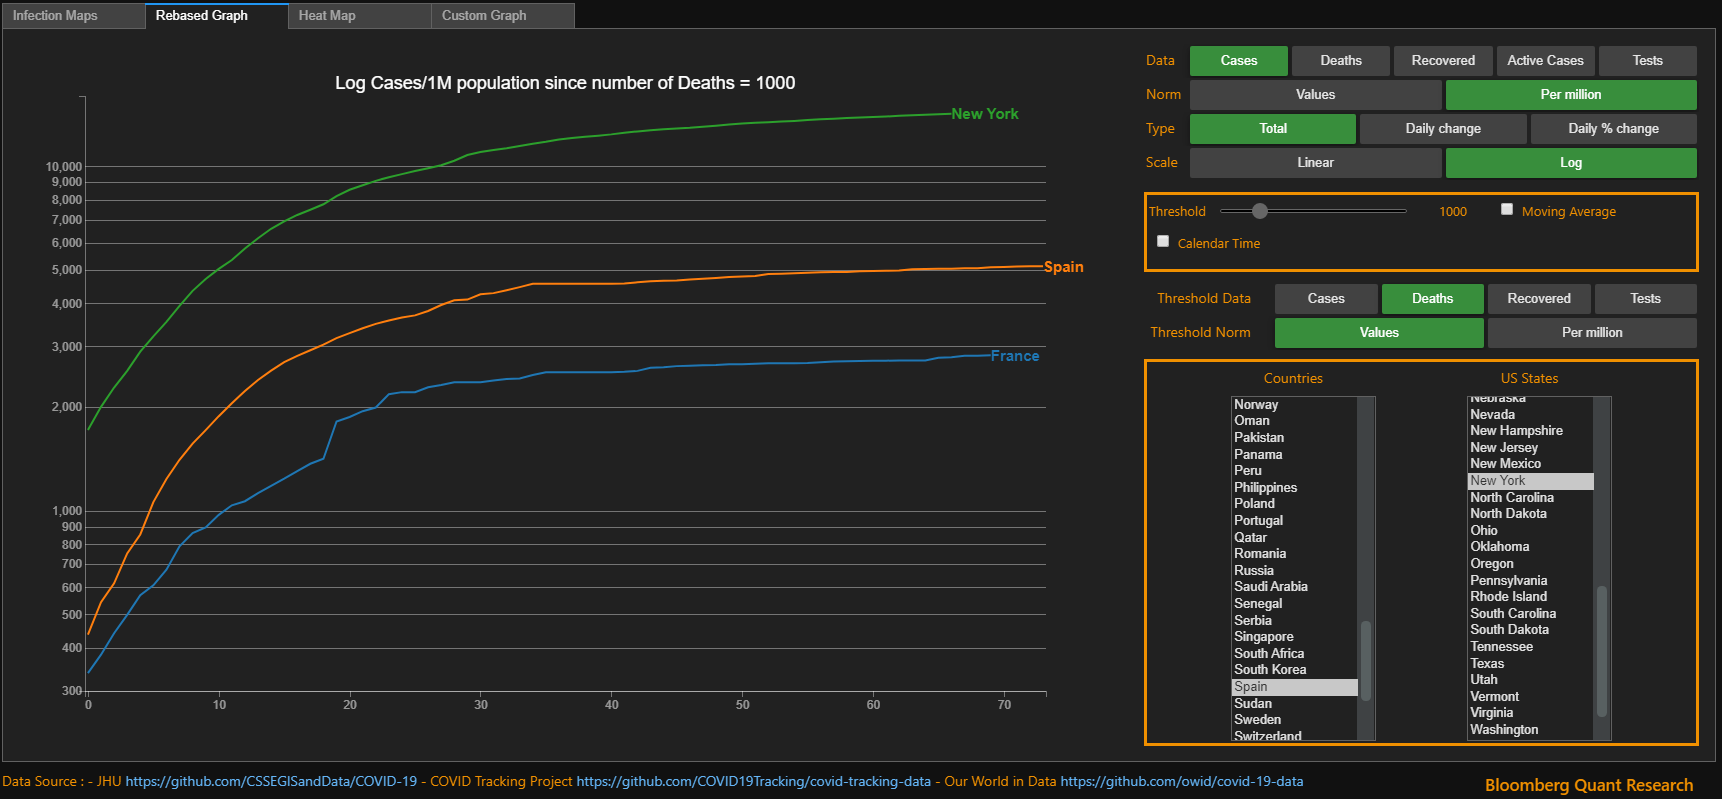 Infection Maps
Rebased Graph
Heat Map
Custom Graph
Log Cases/1M population since number of Deaths = 1000
New York
Spain
France
10,000
9,000
8,000
7,000
6,000
5,000
4,000
3,000
2,000
1,000
900
800
700
600
500
400
300
0 10 20 30 40 50 60 70
Data Cases Deaths Recovered Active Cases Tests
Norm Values Per million
Type Total Daily change Daily % change
Scale Linear Log
Threshold 1000 Moving Average
Calendar Time
Threshold Data Cases Deaths Recovered Tests
Threshold Norm Values Per million
Countries
Norway
Oman
Pakistan
Panama
Peru
Philippines
Poland
Portugal
Qatar
Romania
Russia
Saudi Arabia
Senegal
Serbia
Singapore
South Africa
South Korea
Spain
Sudan
Sweden
Switzerland
US States
Nebraska
Nevada
New Hampshire
New Jersey
New Mexico
New York
North Carolina
North Dakota
Ohio
Oklahoma
Oregon
Pennsylvania
Rhode Island
South Carolina
South Dakota
Tennessee
Texas
Utah
Vermont
Virginia
Washington
Data Source : - JHU https://github.com/CSSEGISandData/COVID-19 - COVID Tracking Project https://github.com/COVID19Tracking/covid-tracking-data - Our World in Data https://github.com/owid/covid-19-data
Bloomberg Quant Research